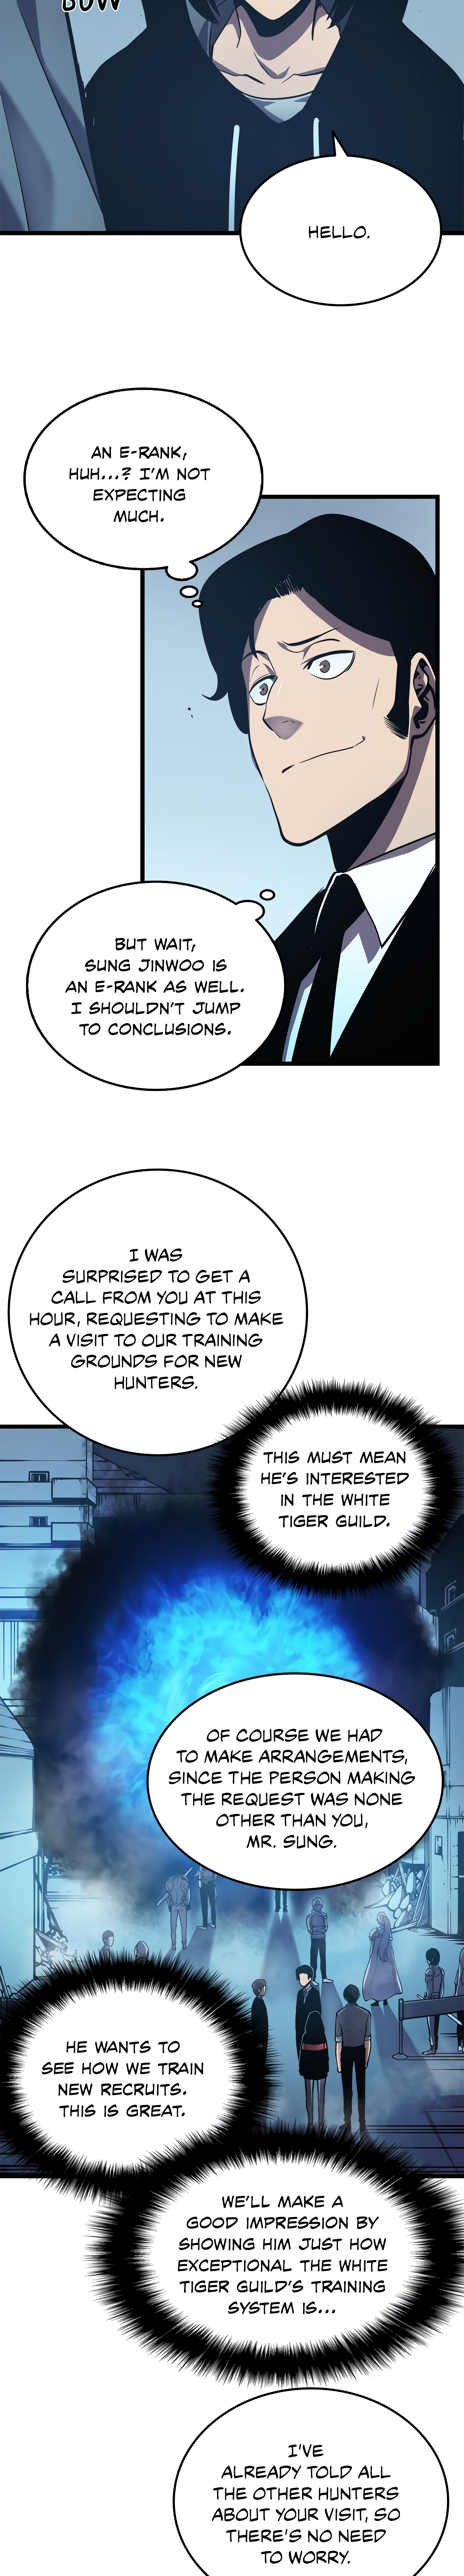 BOW
HELLO.
AN E-RANK,
HUH...? I'M NOT
EXPECTING
MUCH.
BUT WAIT,
SUNG JINWOO IS
AN E-RANK AS WELL.
I SHOULDN'T JUMP
TO CONCLUSIONS.
I WAS
SURPRISED TO GET A
CALL FROM YOU AT THIS
HOUR, REQUESTING TO MAKE
A VISIT TO OUR TRAINING
GROUNDS FOR NEW
HUNTERS.
THIS MUST MEAN
HE'S INTERESTED
IN THE WHITE
TIGER GUILD.
OF COURSE WE HAD
TO MAKE ARRANGEMENTS,
SINCE THE PERSON MAKING
THE REQUEST WAS NONE
OTHER THAN YOU,
MR. SUNG.
HE WANTS TO
SEE HOW WE TRAIN
NEW RECRUITS.
THIS IS GREAT.
WE'LL MAKE A
GOOD IMPRESSION BY
SHOWING HIM JUST HOW
EXCEPTIONAL THE WHITE
TIGER GUILD'S TRAINING
SYSTEM IS...
I'VE
ALREADY TOLD ALL
THE OTHER HUNTERS
ABOUT YOUR VISIT, SO
THERE'S NO NEED
TO WORRY.